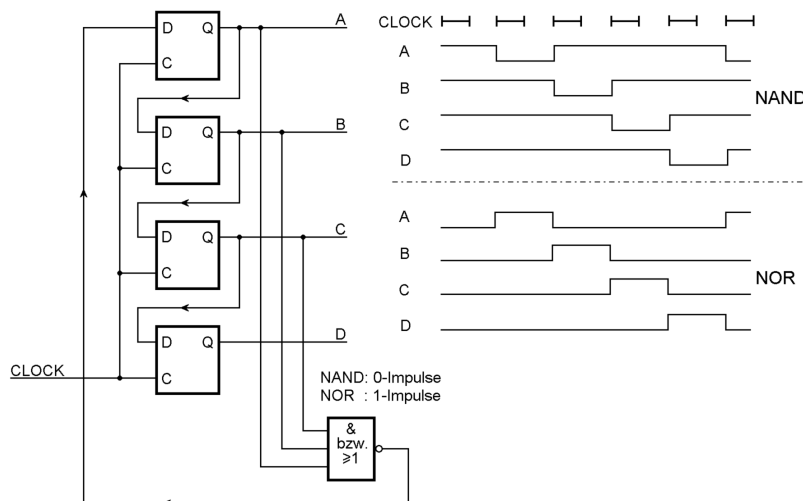 D Q A
C
D Q B
C
D Q C
C
D Q D
CLOCK C
NAND: 0-Impulse
NOR : 1-Impulse
&
bzw.
≥1
CLOCK
A
B
NAND
C
D
A
B
NOR
C
D